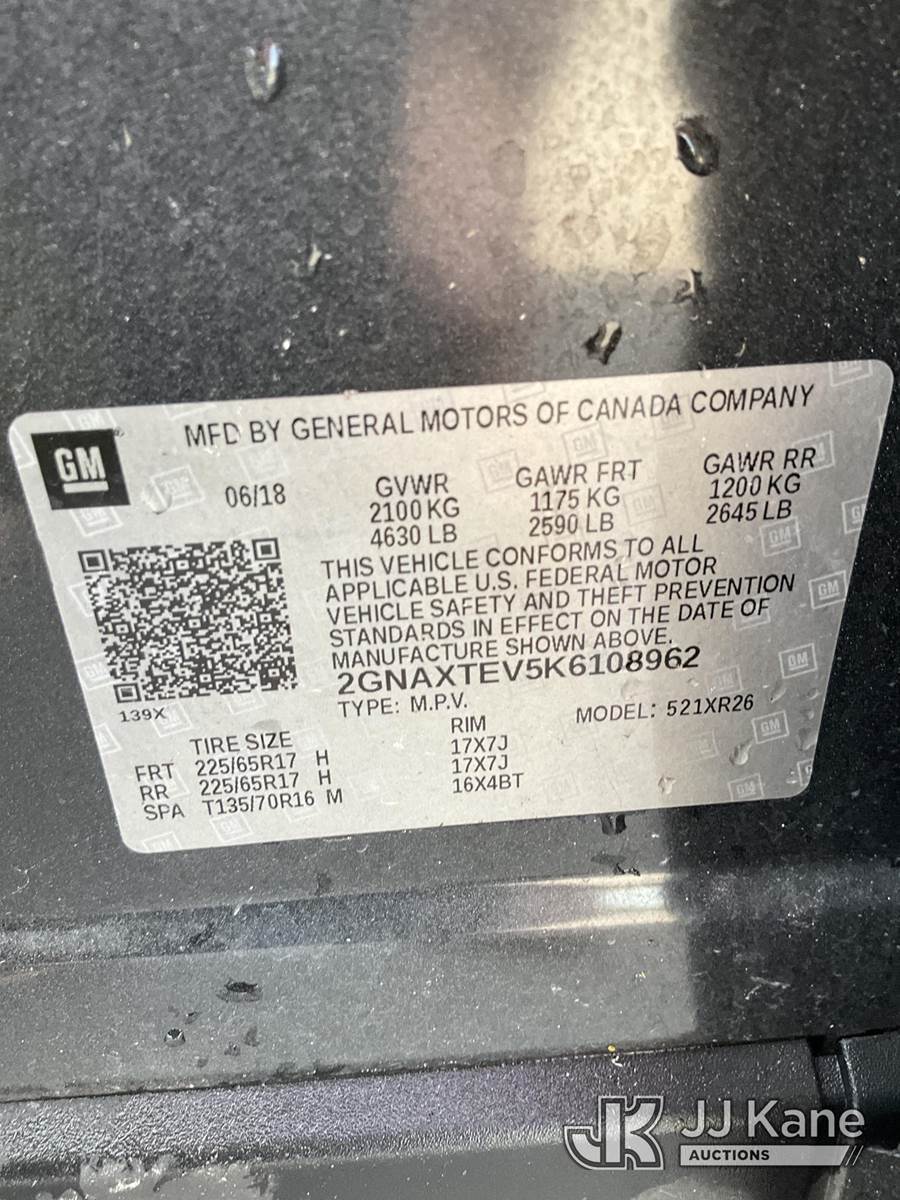 MFD BY GENERAL MOTORS OF CANADA COMPANY
GM
06/18
GVWR
2100 KG
4630 LB
GAWR FRT
1175 KG
2590 LB
GAWR RR
1200 KG
2645 LB
THIS VEHICLE CONFORMS TO ALL
APPLICABLE U.S. FEDERAL MOTOR
VEHICLE SAFETY AND THEFT PREVENTION
STANDARDS IN EFFECT ON THE DATE OF
MANUFACTURE SHOWN ABOVE.
2GNAXTEV5K6108962
139X
TYPE: M.P.V.
MODEL: 521XR26
TIRE SIZE RIM
FRT 225/65R17 H 17X7J
RR 225/65R17 H 17X7J
SPA T135/70R16 M 16X4BT
JK JJ Kane
AUCTIONS